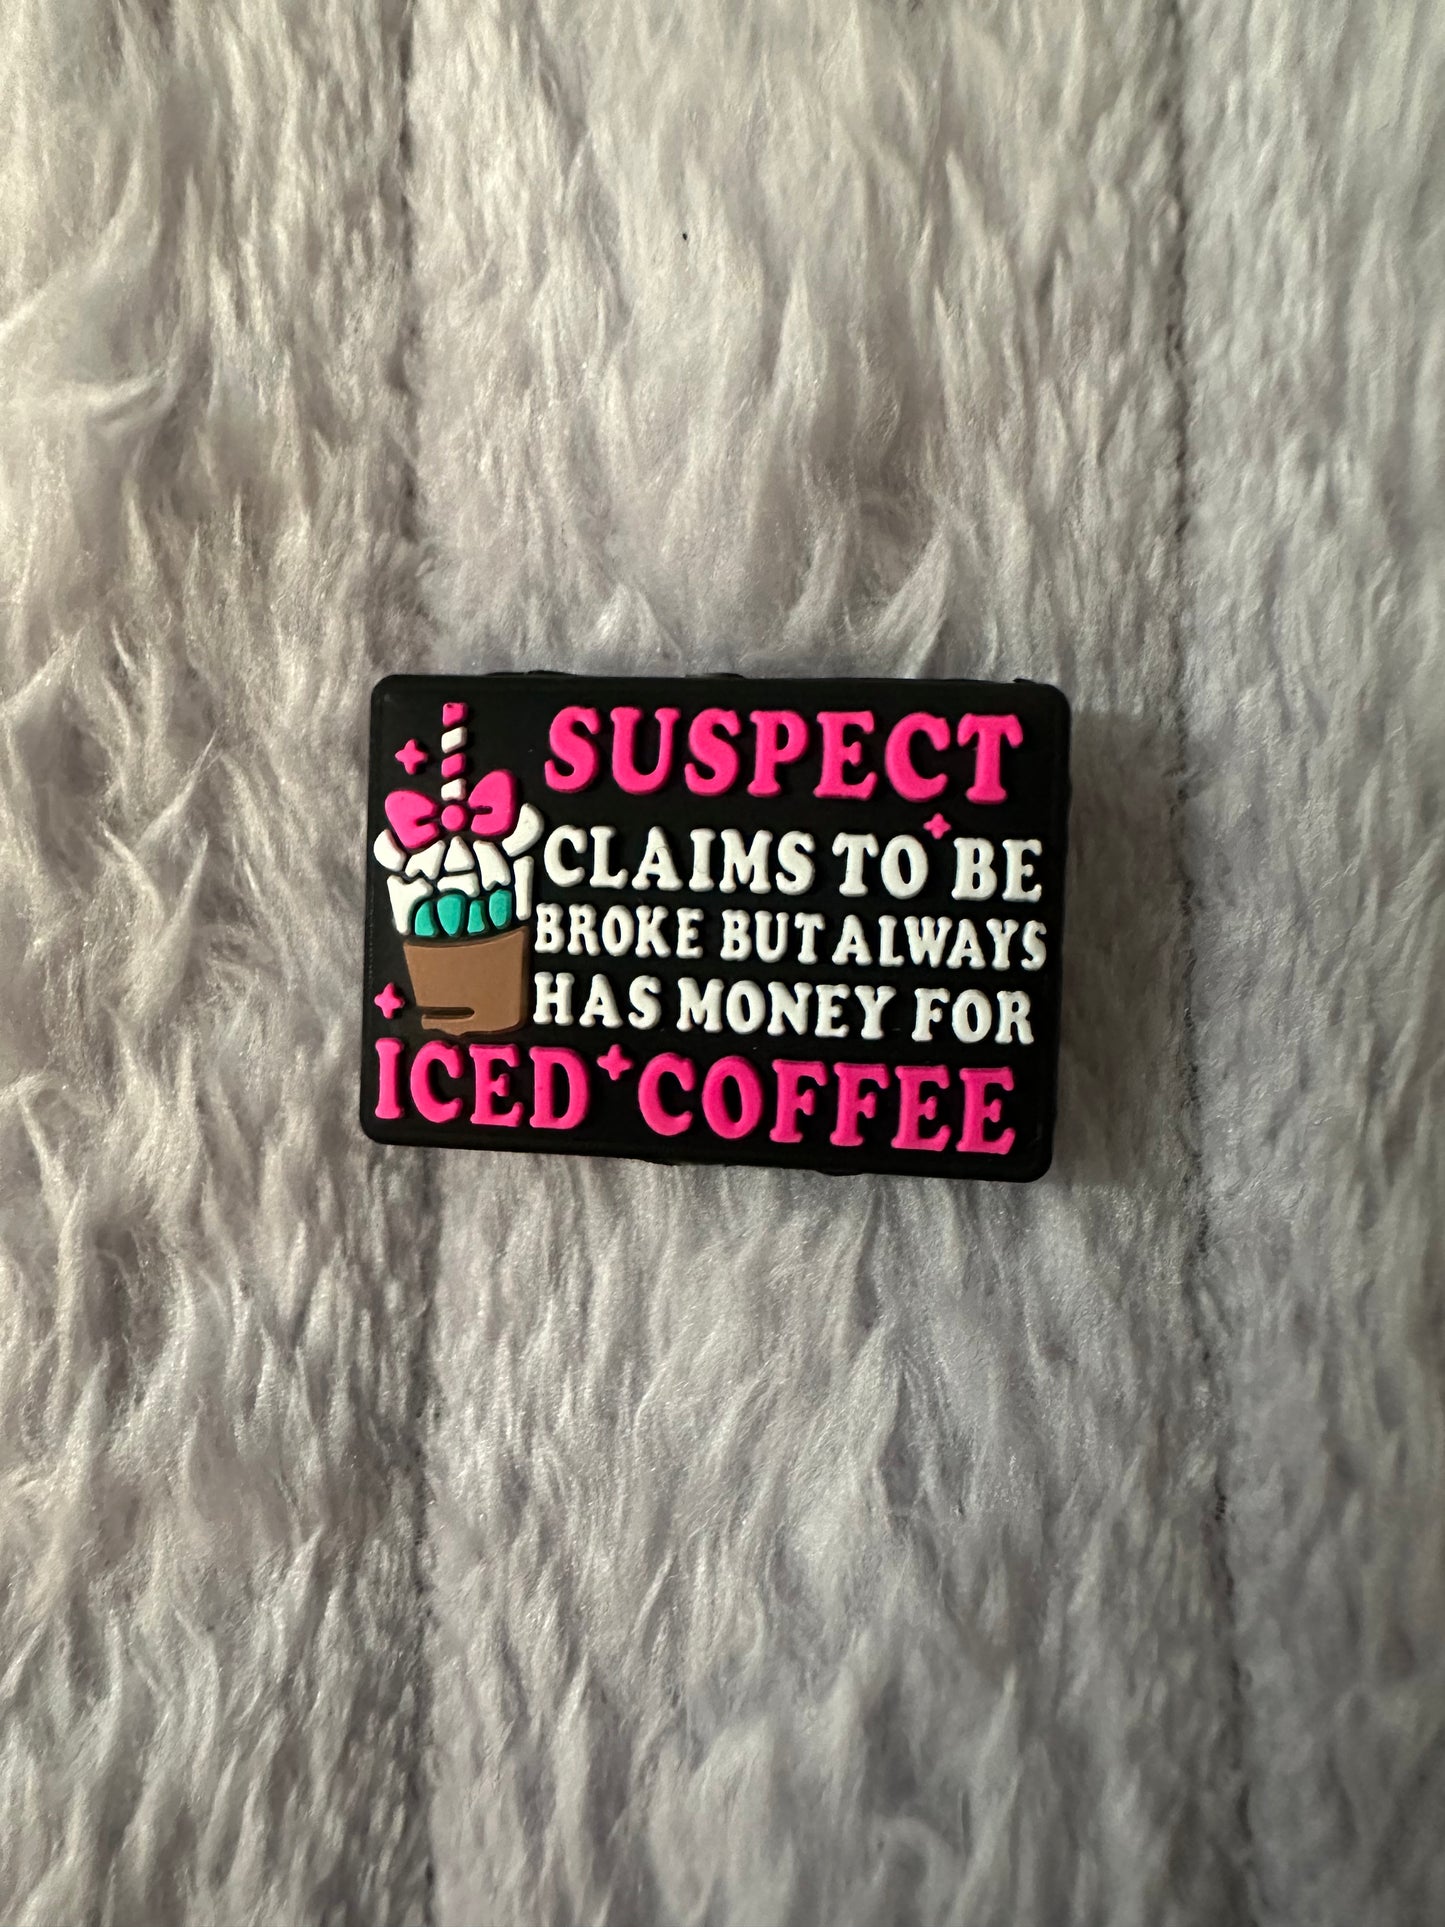 SUSPECT
CLAIMS TO BE
BROKE BUT ALWAYS
HAS MONEY FOR
ICED COFFEE